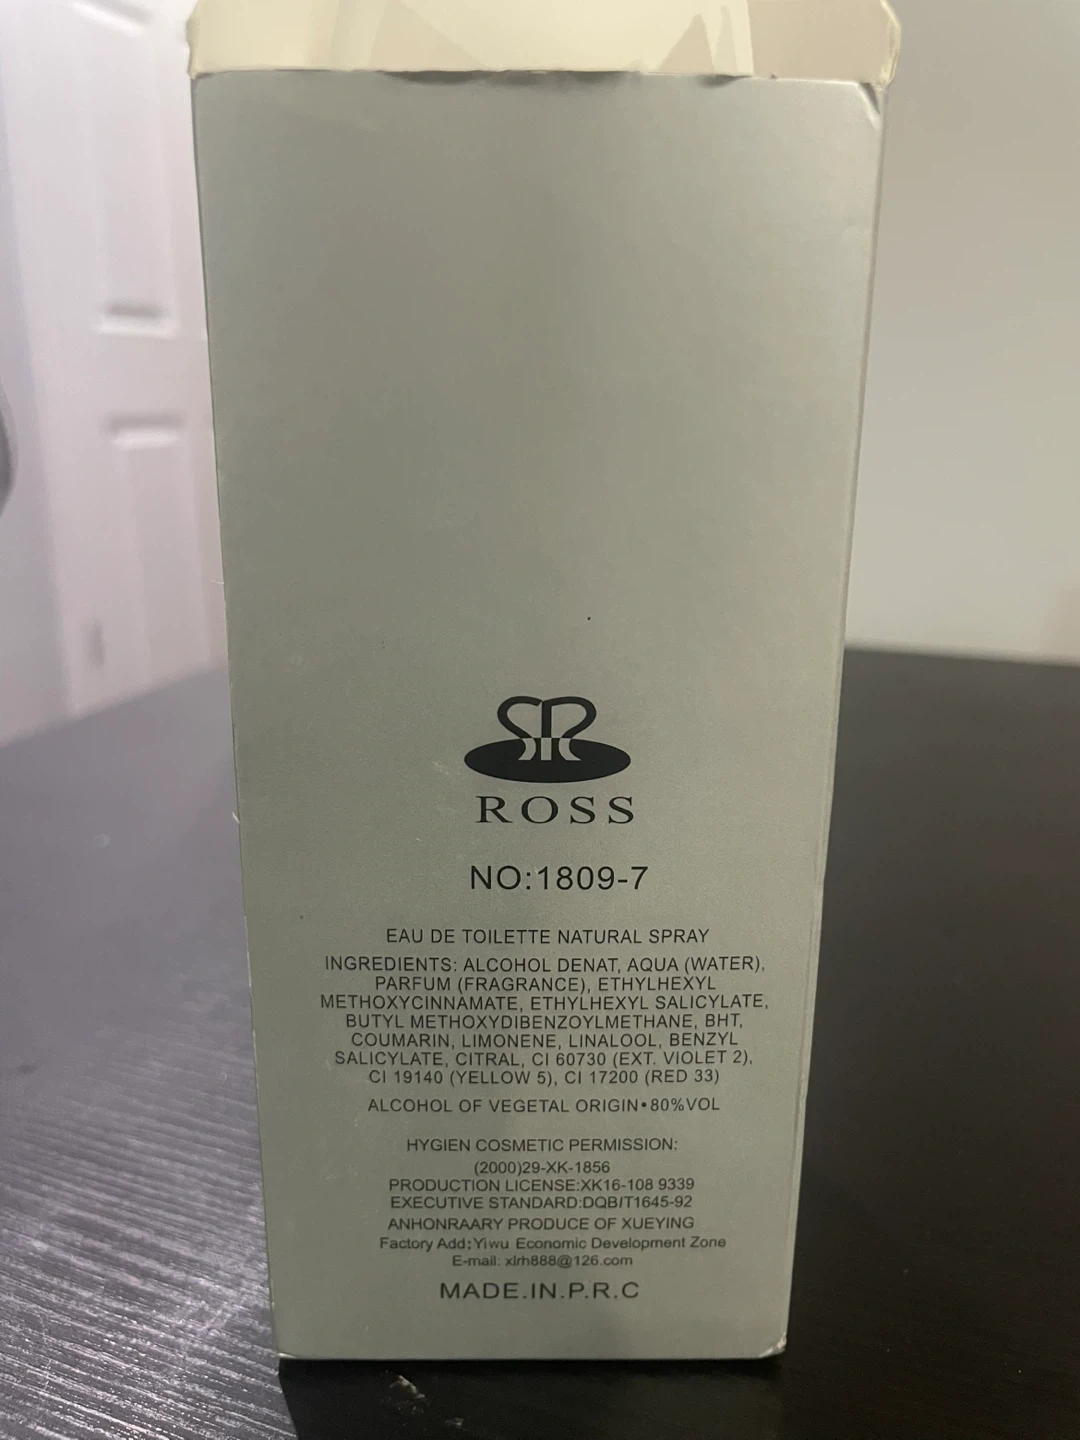 ROSS
NO:1809-7
EAU DE TOILETTE NATURAL SPRAY
INGREDIENTS: ALCOHOL DENAT, AQUA (WATER),
PARFUM (FRAGRANCE), ETHYLHEXYL
METHOXYCINNAMATE, ETHYLHEXYL SALICYLATE,
BUTYL METHOXYDIBENZOYLMETHANE, BHT,
COUMARIN, LIMONENE, LINALOOL, BENZYL
SALICYLATE, CITRAL, CI 60730 (EXT. VIOLET 2),
CI 19140 (YELLOW 5), CI 17200 (RED 33)
ALCOHOL OF VEGETAL ORIGIN•80%VOL
HYGIEN COSMETIC PERMISSION:
(2000)29-XK-1856
PRODUCTION LICENSE:XK16-108 9339
EXECUTIVE STANDARD:DQB/T1645-92
ANHONRAARY PRODUCE OF XUEYING
Factory Add;Yiwu Economic Development Zone
E-mail: xlrh888@126.com
MADE.IN.P.R.C